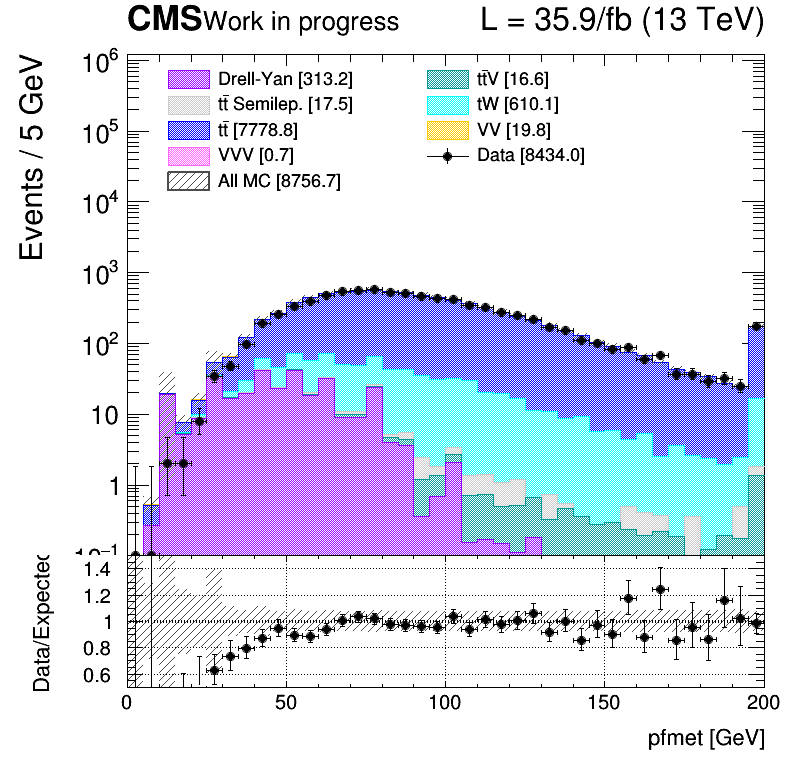 CMS Work in progress L = 35.9/fb (13 TeV)
Events / 5 GeV
10⁶
10⁵
10⁴
10³
10²
10
1
10⁻¹
Drell-Yan [313.2]
tt̄ Semilep. [17.5]
tt̄ [7778.8]
VVV [0.7]
All MC [8756.7]
tt̄V [16.6]
tW [610.1]
VV [19.8]
Data [8434.0]
Data/Expected
1.4
1.2
1
0.8
0.6
0 50 100 150 200
pfmet [GeV]